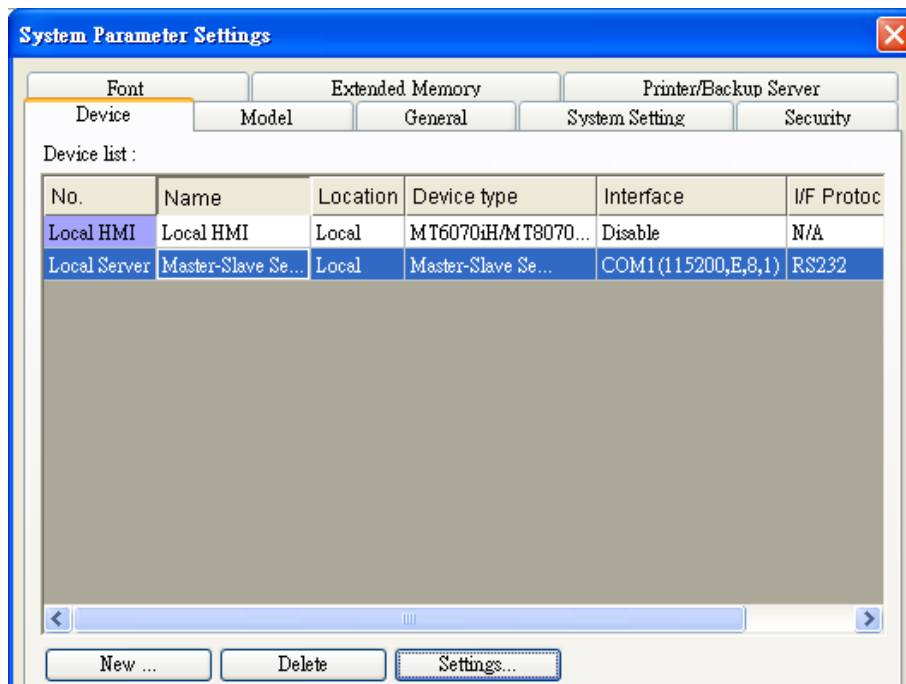 System Parameter Settings
Font Extended Memory Printer/Backup Server
Device Model General System Setting Security
Device list :
No. Name Location Device type Interface I/F Protoc
Local HMI Local HMI Local MT6070iH/MT8070... Disable N/A
Local Server Master-Slave Se... Local Master-Slave Se... COM1(115200,E,8,1) RS232
New ... Delete Settings...